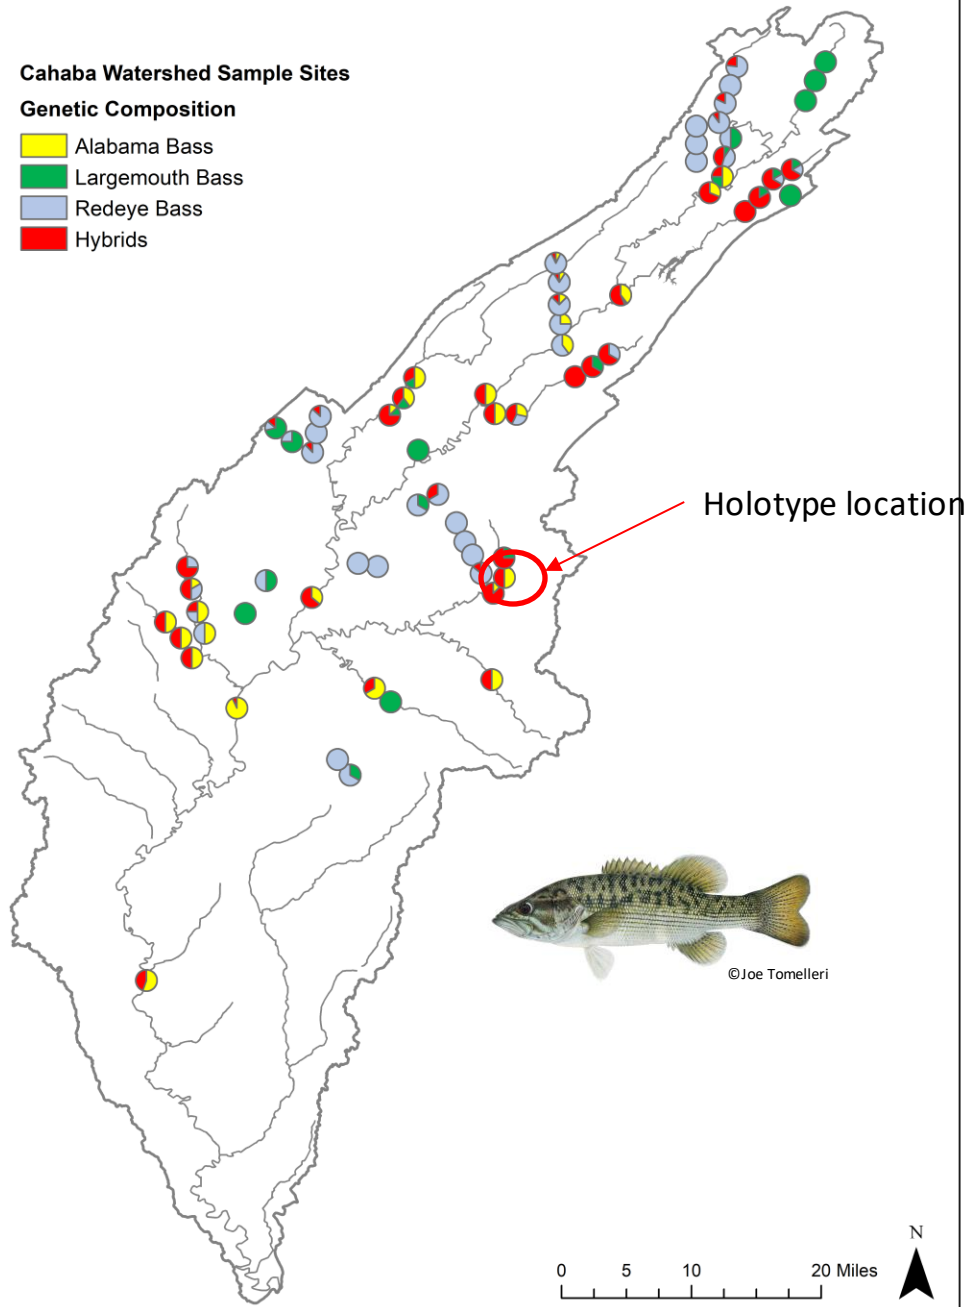 Cahaba Watershed Sample Sites
Genetic Composition
Alabama Bass
Largemouth Bass
Redeye Bass
Hybrids
Holotype location
©Joe Tomelleri
N
0 5 10 20 Miles